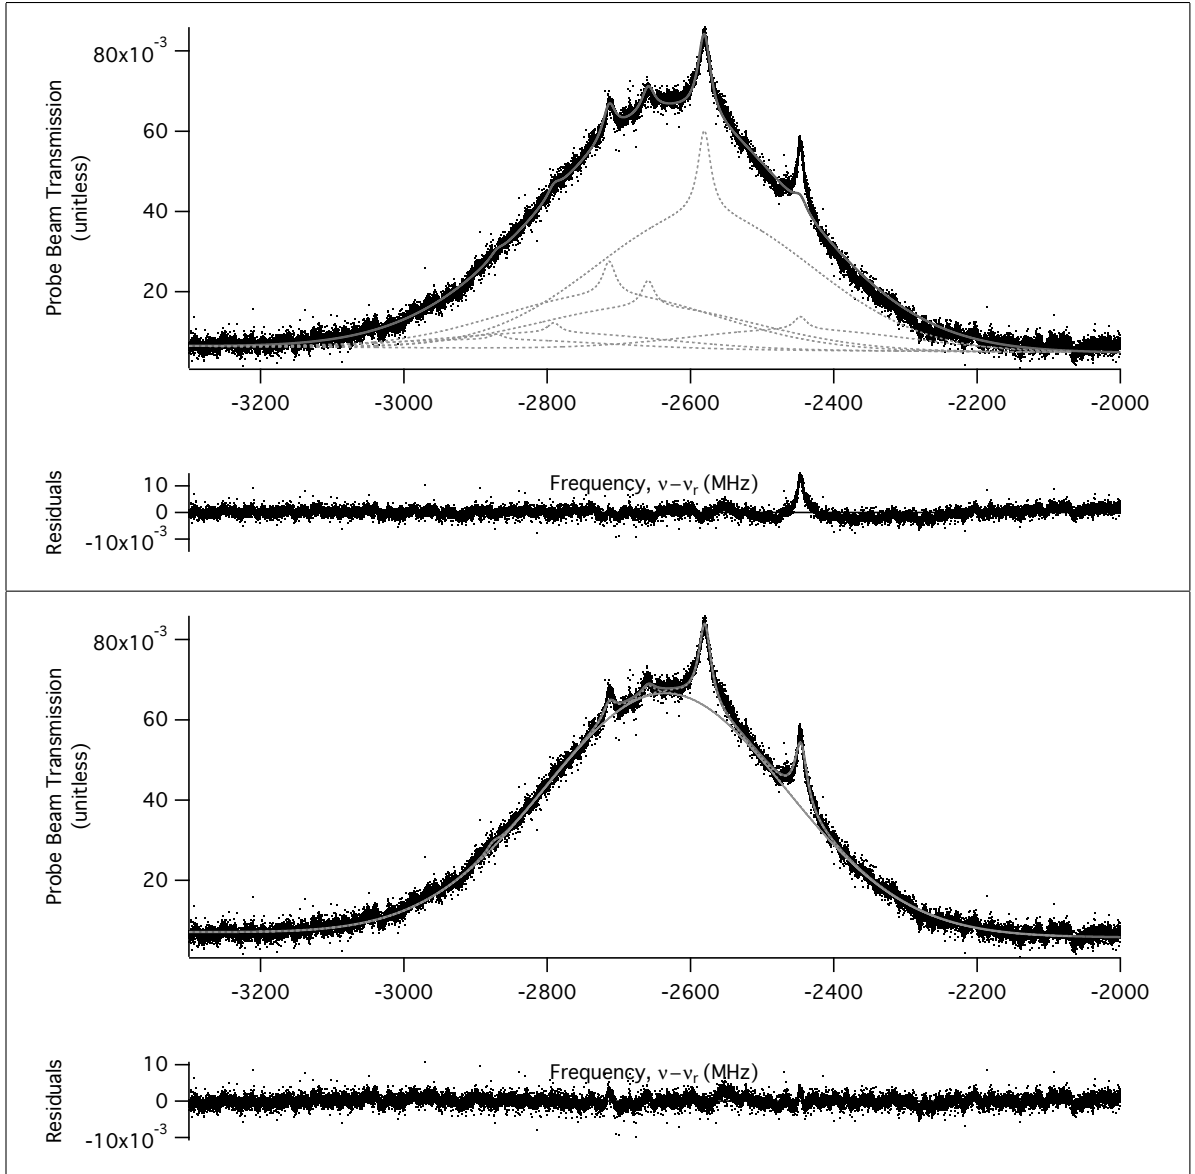 80x10-3
60
40
20
Probe Beam Transmission
(unitless)
-3200 -3000 -2800 -2600 -2400 -2200 -2000
Frequency, ν−νr (MHz)
10
0
-10x10-3
Residuals
80x10-3
60
40
20
Probe Beam Transmission
(unitless)
-3200 -3000 -2800 -2600 -2400 -2200 -2000
Frequency, ν−νr (MHz)
10
0
-10x10-3
Residuals